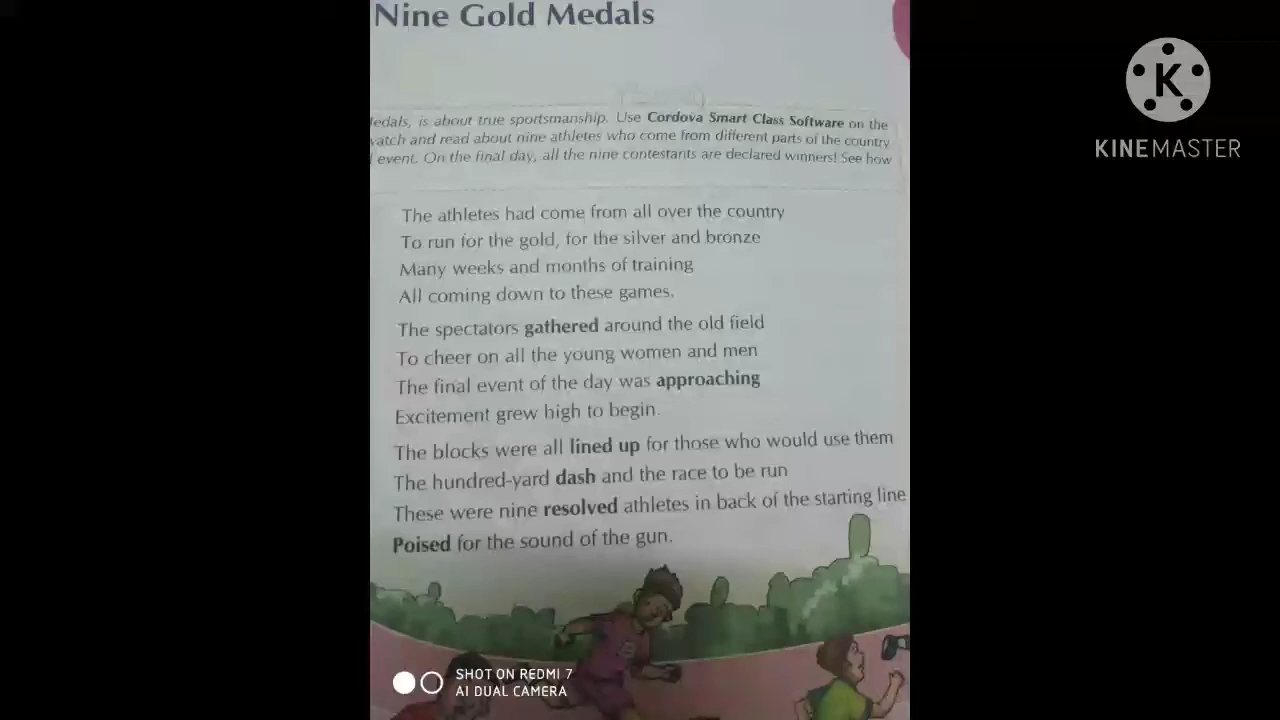 Nine Gold Medals
edals, is about true sportsmanship. Use Cordova Smart Class Software on the
watch and read about nine athletes who come from different parts of the country
event. On the final day, all the nine contestants are declared winners! See how
The athletes had come from all over the country
To run for the gold, for the silver and bronze
Many weeks and months of training
All coming down to these games.
The spectators gathered around the old field
To cheer on all the young women and men
The final event of the day was approaching
Excitement grew high to begin.
The blocks were all lined up for those who would use them
The hundred-yard dash and the race to be run
These were nine resolved athletes in back of the starting line
Poised for the sound of the gun.
SHOT ON REDMI 7
AI DUAL CAMERA
K
KINEMASTER